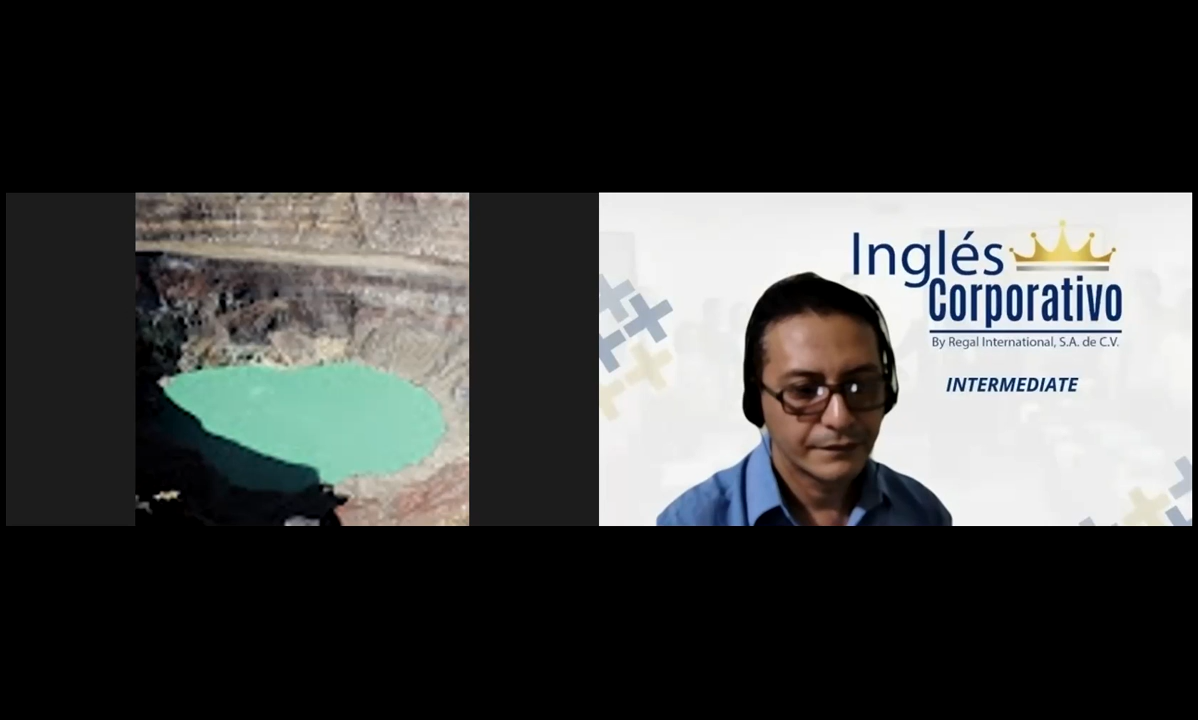 Inglés
Corporativo
By Regal International, S.A. de C.V.
INTERMEDIATE